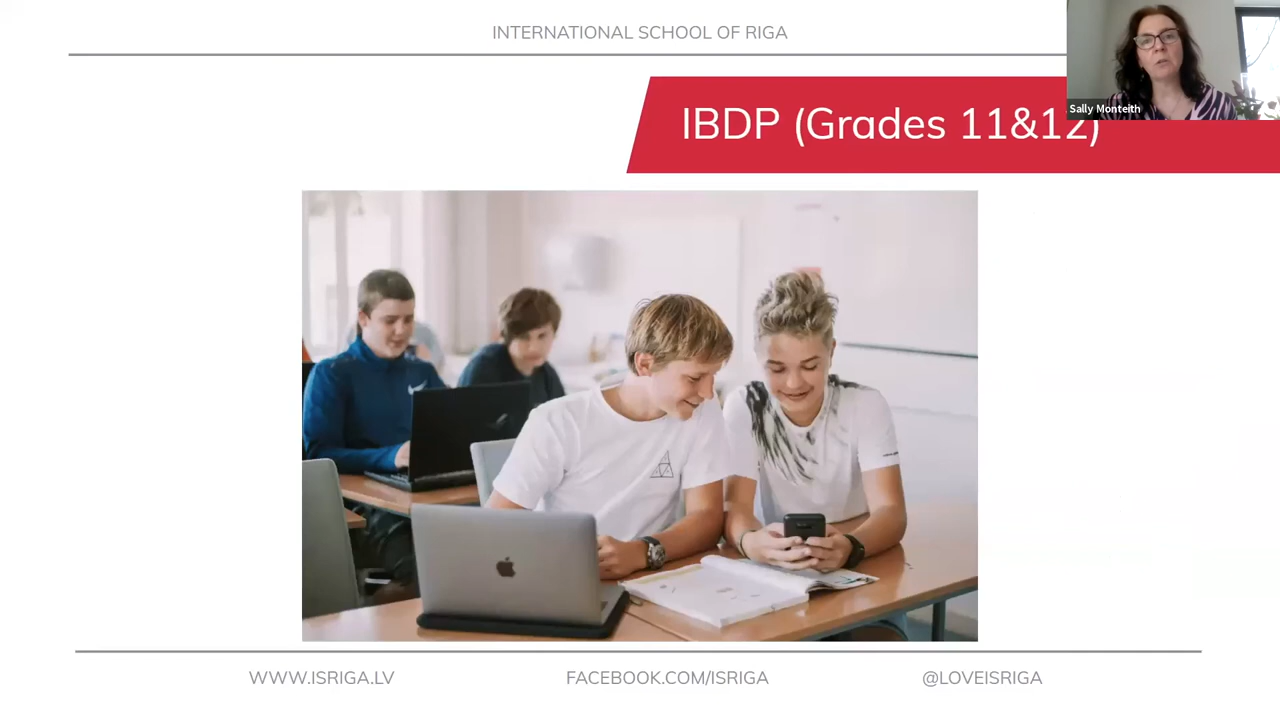 INTERNATIONAL SCHOOL OF RIGA
Sally Monteith
IBDP (Grades 11&12)
WWW.ISRIGA.LV
FACEBOOK.COM/ISRIGA
@LOVEISRIGA